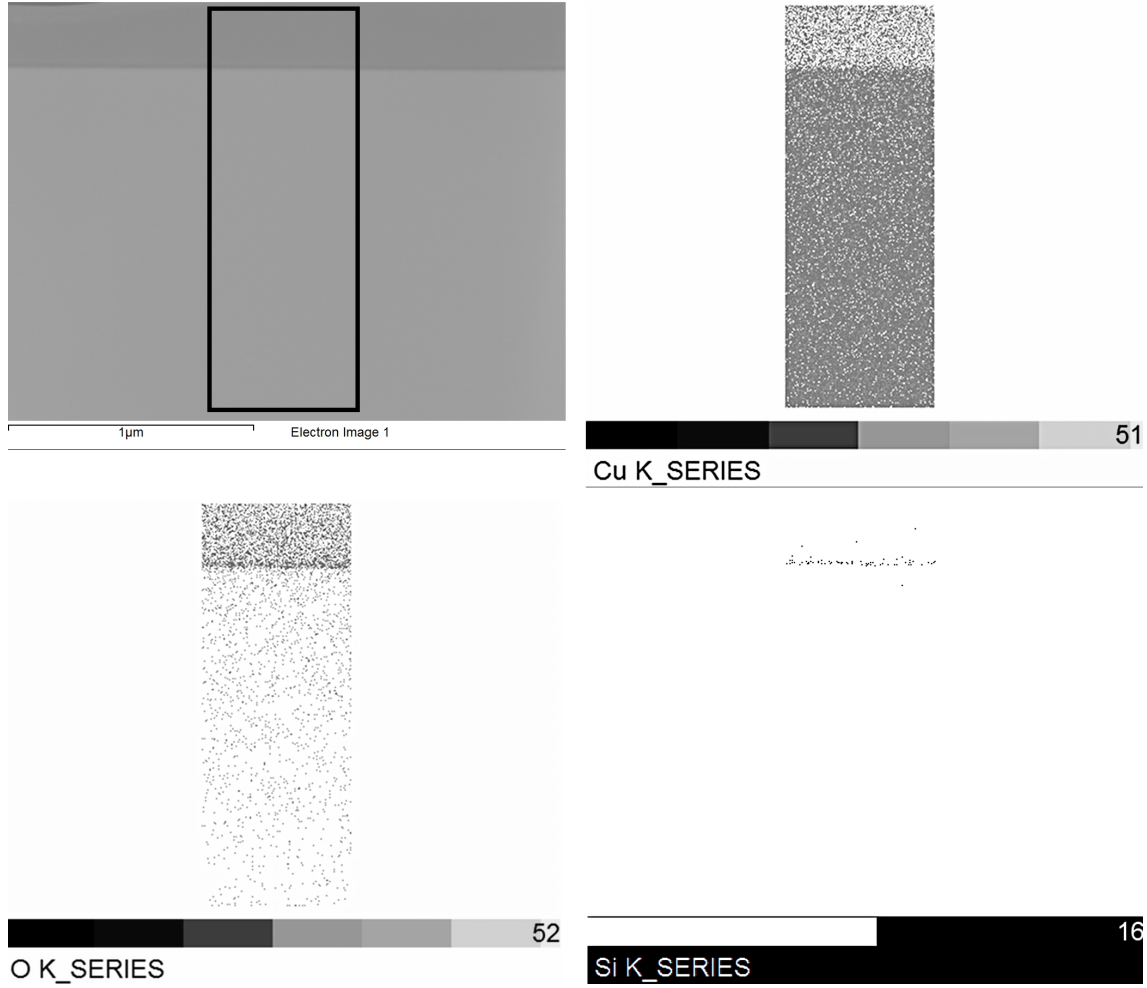 1µm
Electron Image 1
51
Cu K_SERIES
52
O K_SERIES
16
Si K_SERIES